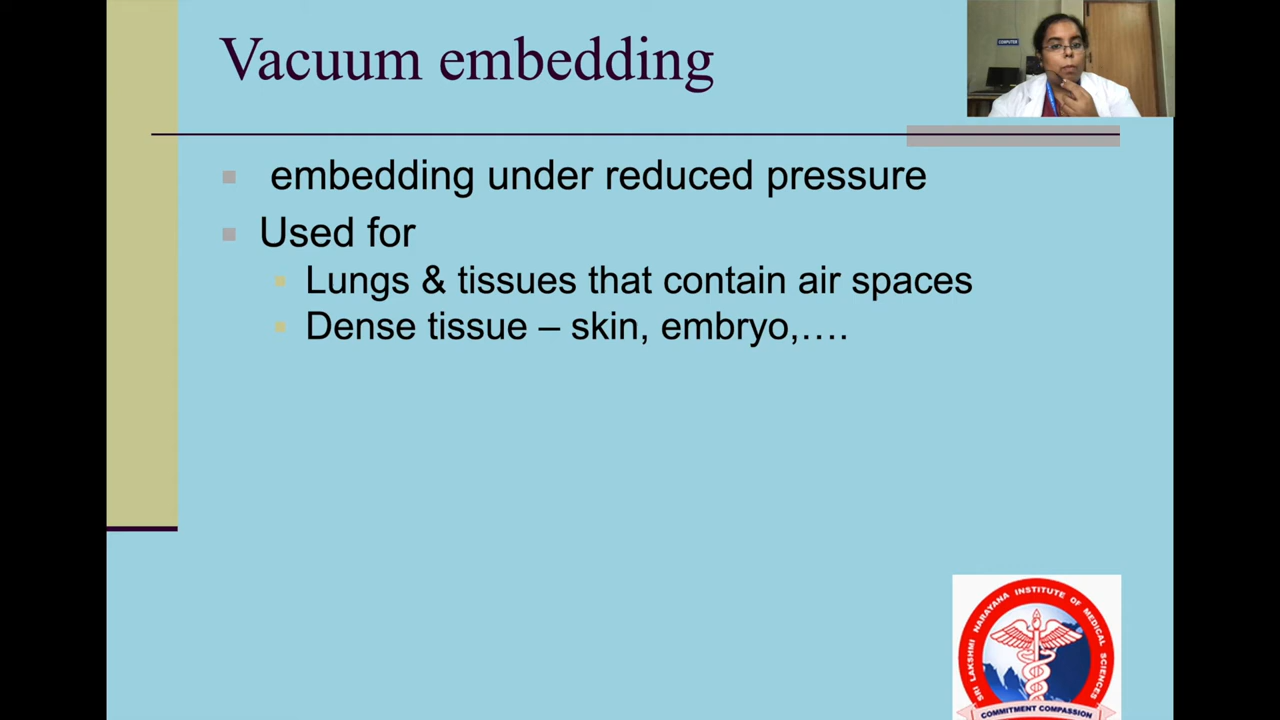 Vacuum embedding
COMPUTER
embedding under reduced pressure
Used for
Lungs & tissues that contain air spaces
Dense tissue – skin, embryo,….
SRI LAKSHMI NARAYANA INSTITUTE OF MEDICAL SCIENCES
COMMITMENT COMPASSION